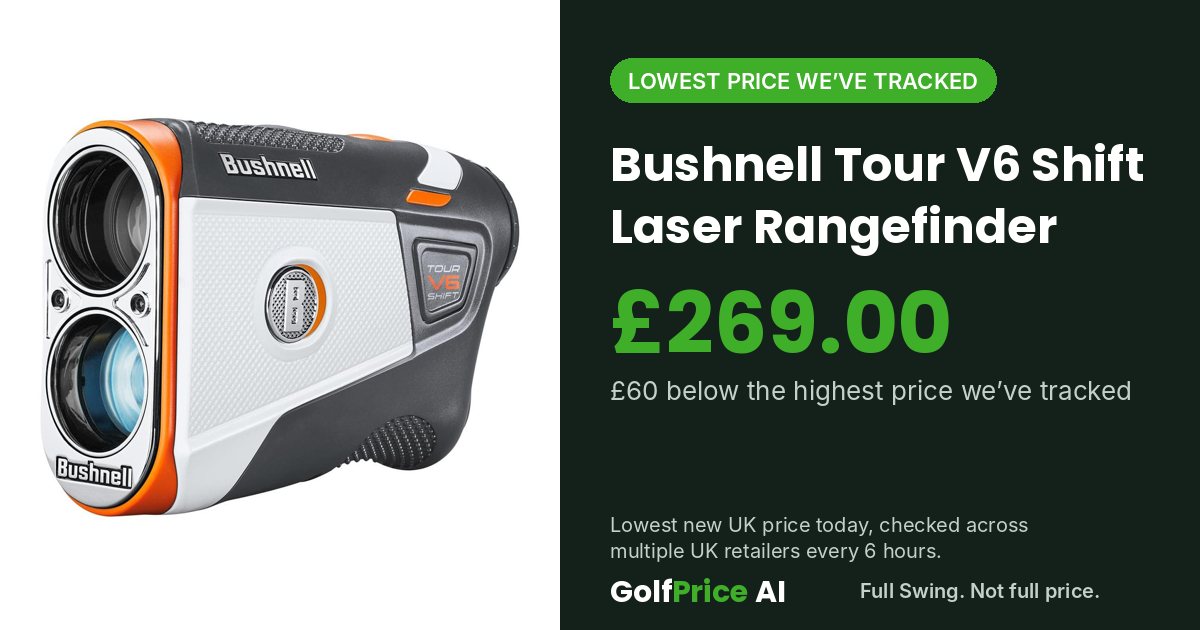 Bushnell
TOUR
V6
SHIFT
Bushnell
LOWEST PRICE WE’VE TRACKED
Bushnell Tour V6 Shift
Laser Rangefinder
£269.00
£60 below the highest price we’ve tracked
Lowest new UK price today, checked across
multiple UK retailers every 6 hours.
GolfPrice AI
Full Swing. Not full price.